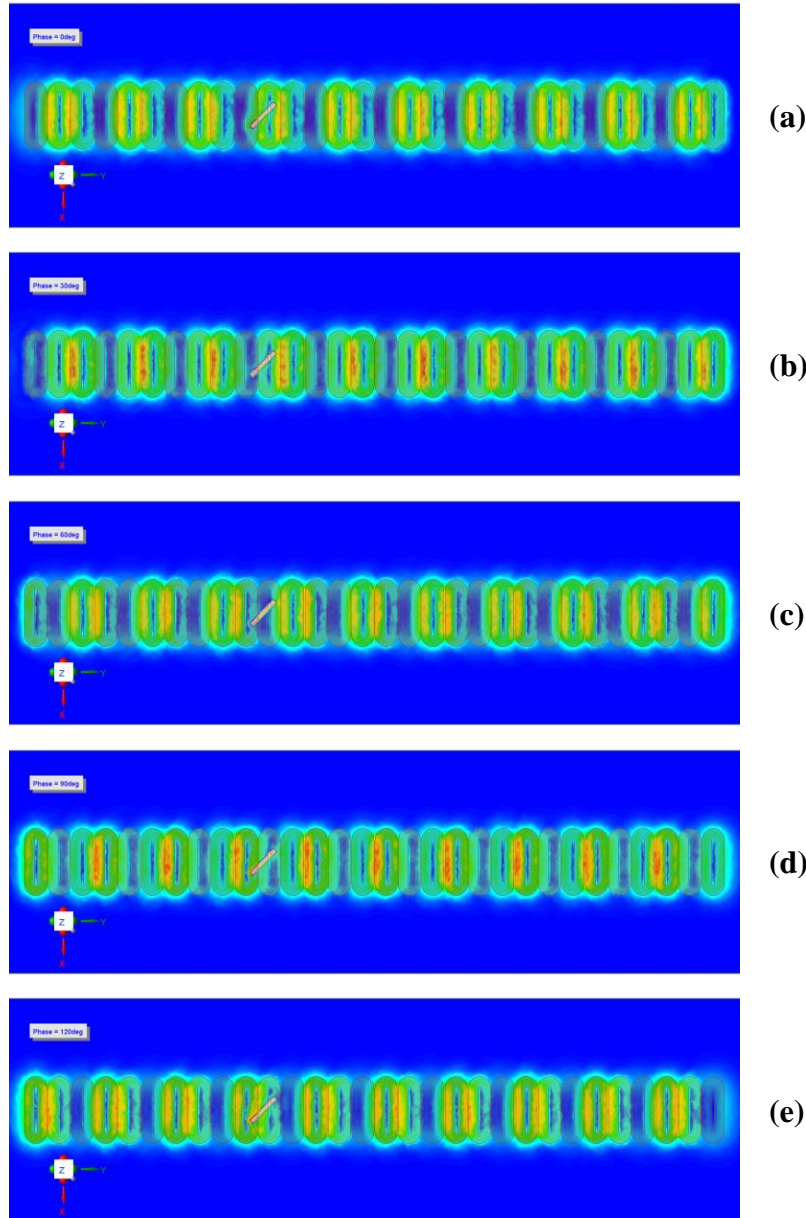 Phase = 0deg
(a)
Z
Y
X
Phase = 30deg
(b)
Z
Y
X
Phase = 60deg
(c)
Z
Y
X
Phase = 90deg
(d)
Z
Y
X
Phase = 120deg
(e)
Z
Y
X